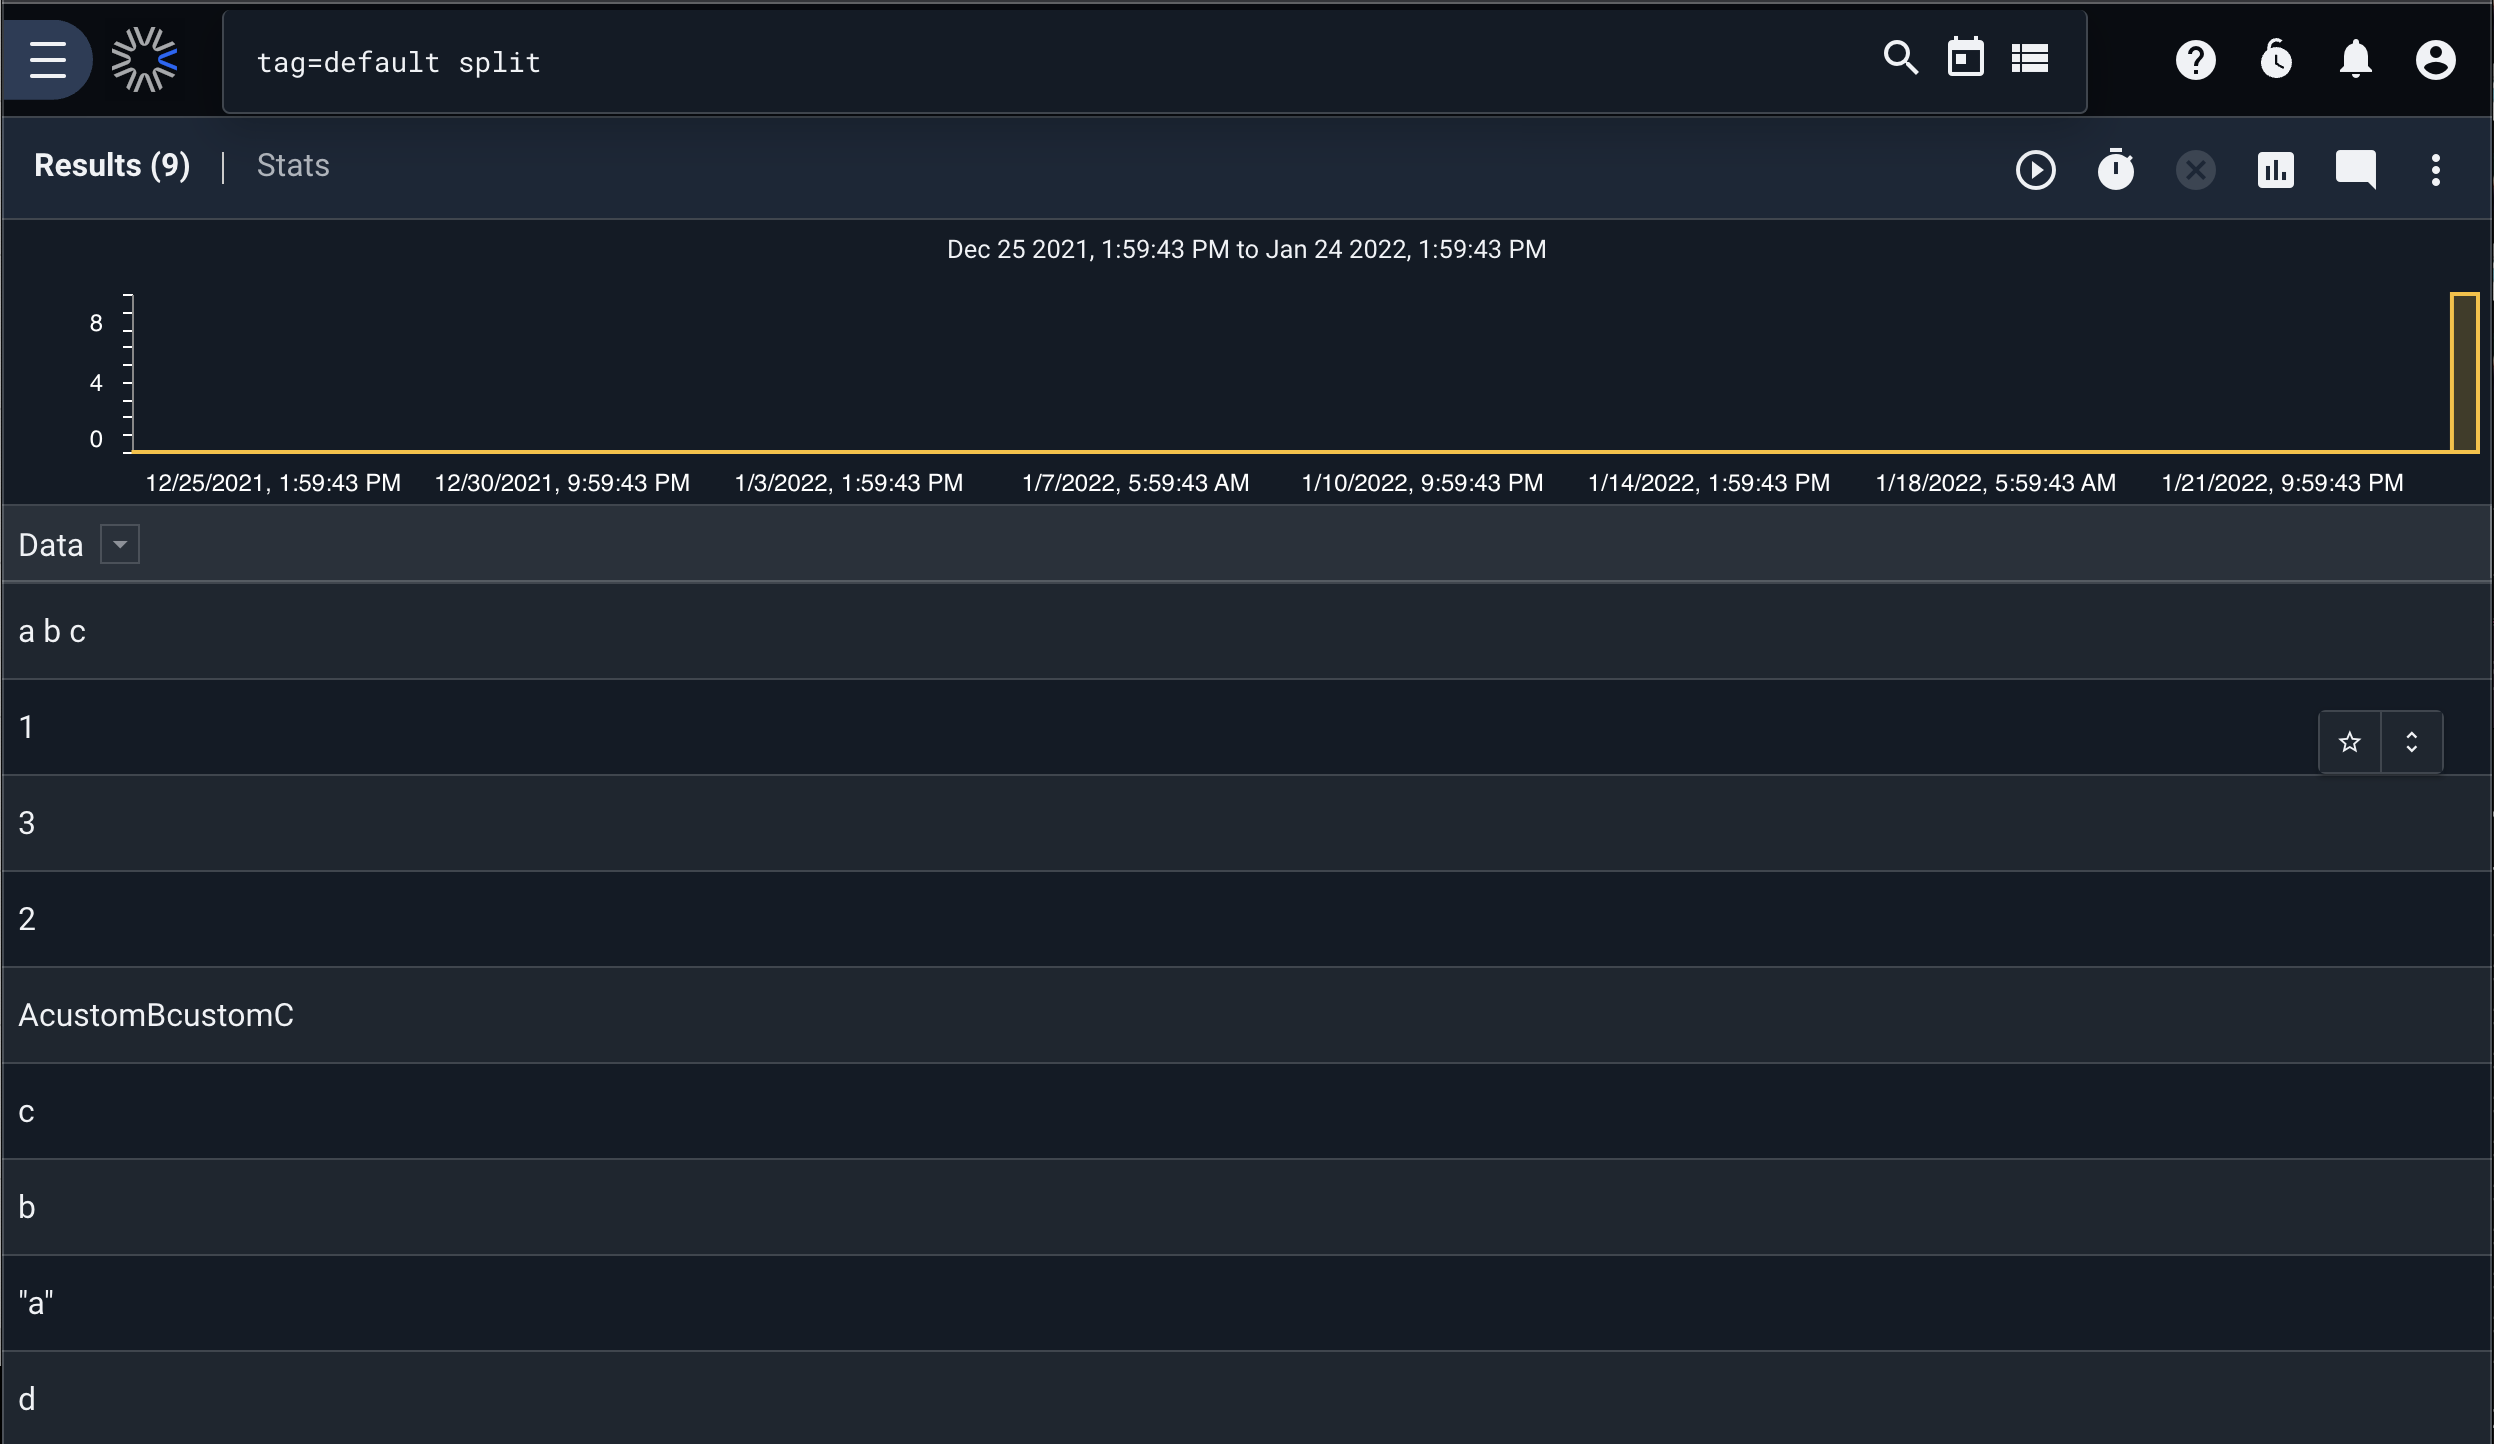 tag=default split
Results (9) | Stats
Dec 25 2021, 1:59:43 PM to Jan 24 2022, 1:59:43 PM
8
4
0
12/25/2021, 1:59:43 PM 12/30/2021, 9:59:43 PM 1/3/2022, 1:59:43 PM 1/7/2022, 5:59:43 AM 1/10/2022, 9:59:43 PM 1/14/2022, 1:59:43 PM 1/18/2022, 5:59:43 AM 1/21/2022, 9:59:43 PM
Data
a b c
1
3
2
AcustomBcustomC
c
b
"a"
d